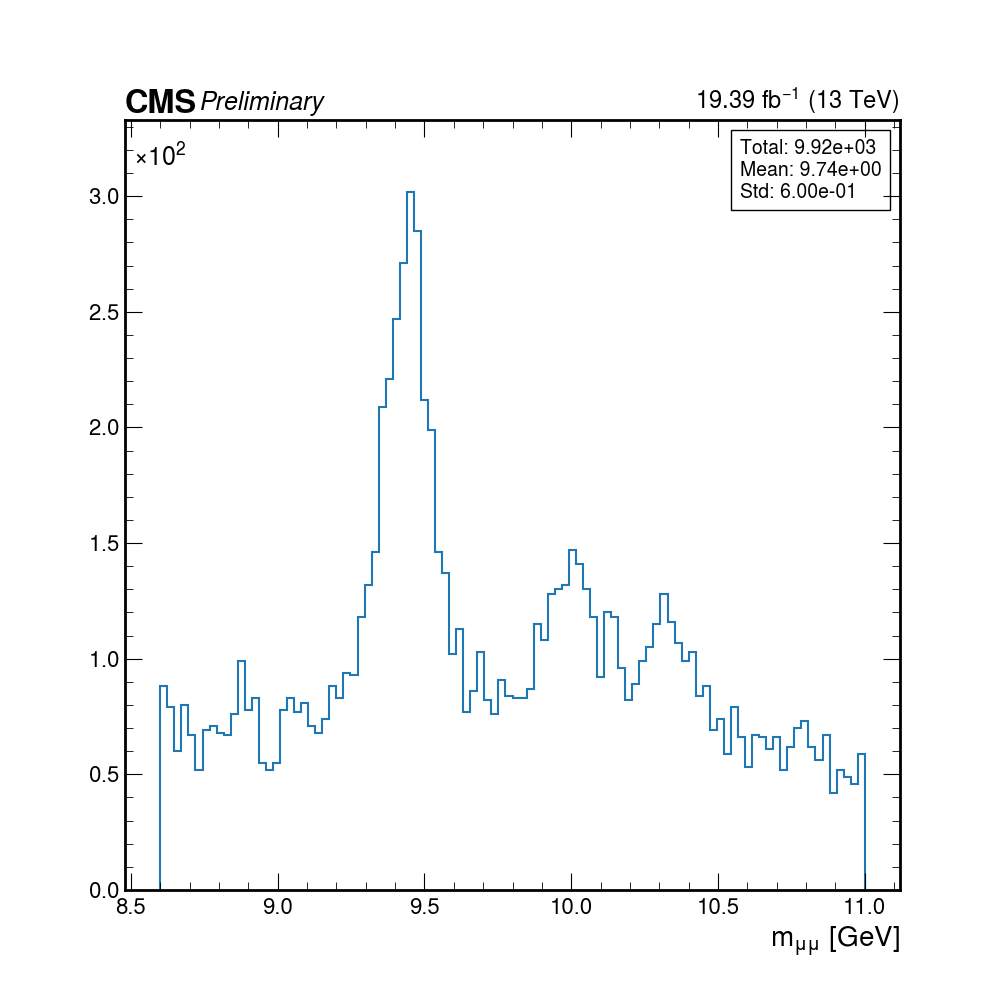 CMS Preliminary 19.39 fb⁻¹ (13 TeV)
×10²
Total: 9.92e+03
Mean: 9.74e+00
Std: 6.00e-01
3.0
2.5
2.0
1.5
1.0
0.5
0.0
8.5 9.0 9.5 10.0 10.5 11.0
m_μμ [GeV]